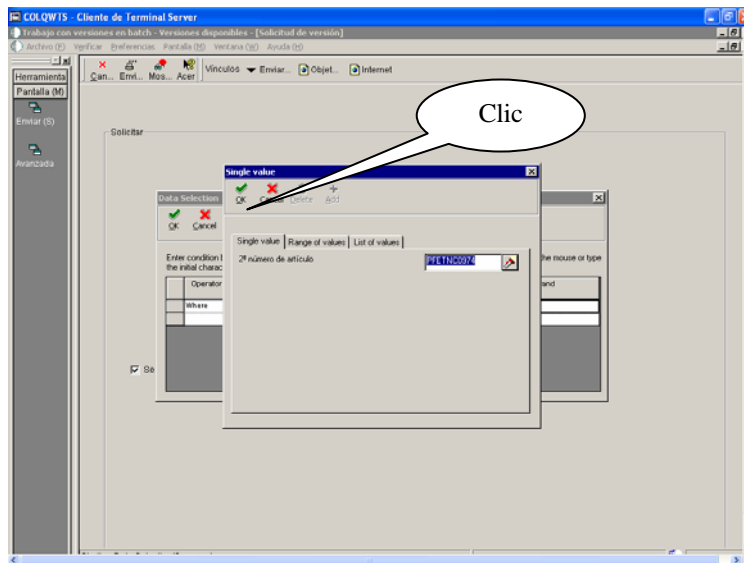 COLQWTS - Cliente de Terminal Server
Trabajo con versiones en batch - Versiones disponibles - [Solicitud de versión]
Archivo (F) Verificar Preferencias Pantalla (M) Ventana (W) Ayuda (H)
Herramienta
Pantalla (M)
Enviar (S)
Avanzada
Can... Envi... Mos... Acer Vínculos Enviar... Objet... Internet
Clic
Solicitar
Single value
OK Delete Add
Data Selection
OK Cancel
Single value Range of values List of values
2º número de artículo PFETNC0974
Enter condition he mouse or type
the initial charac
Operator and
Where
Se